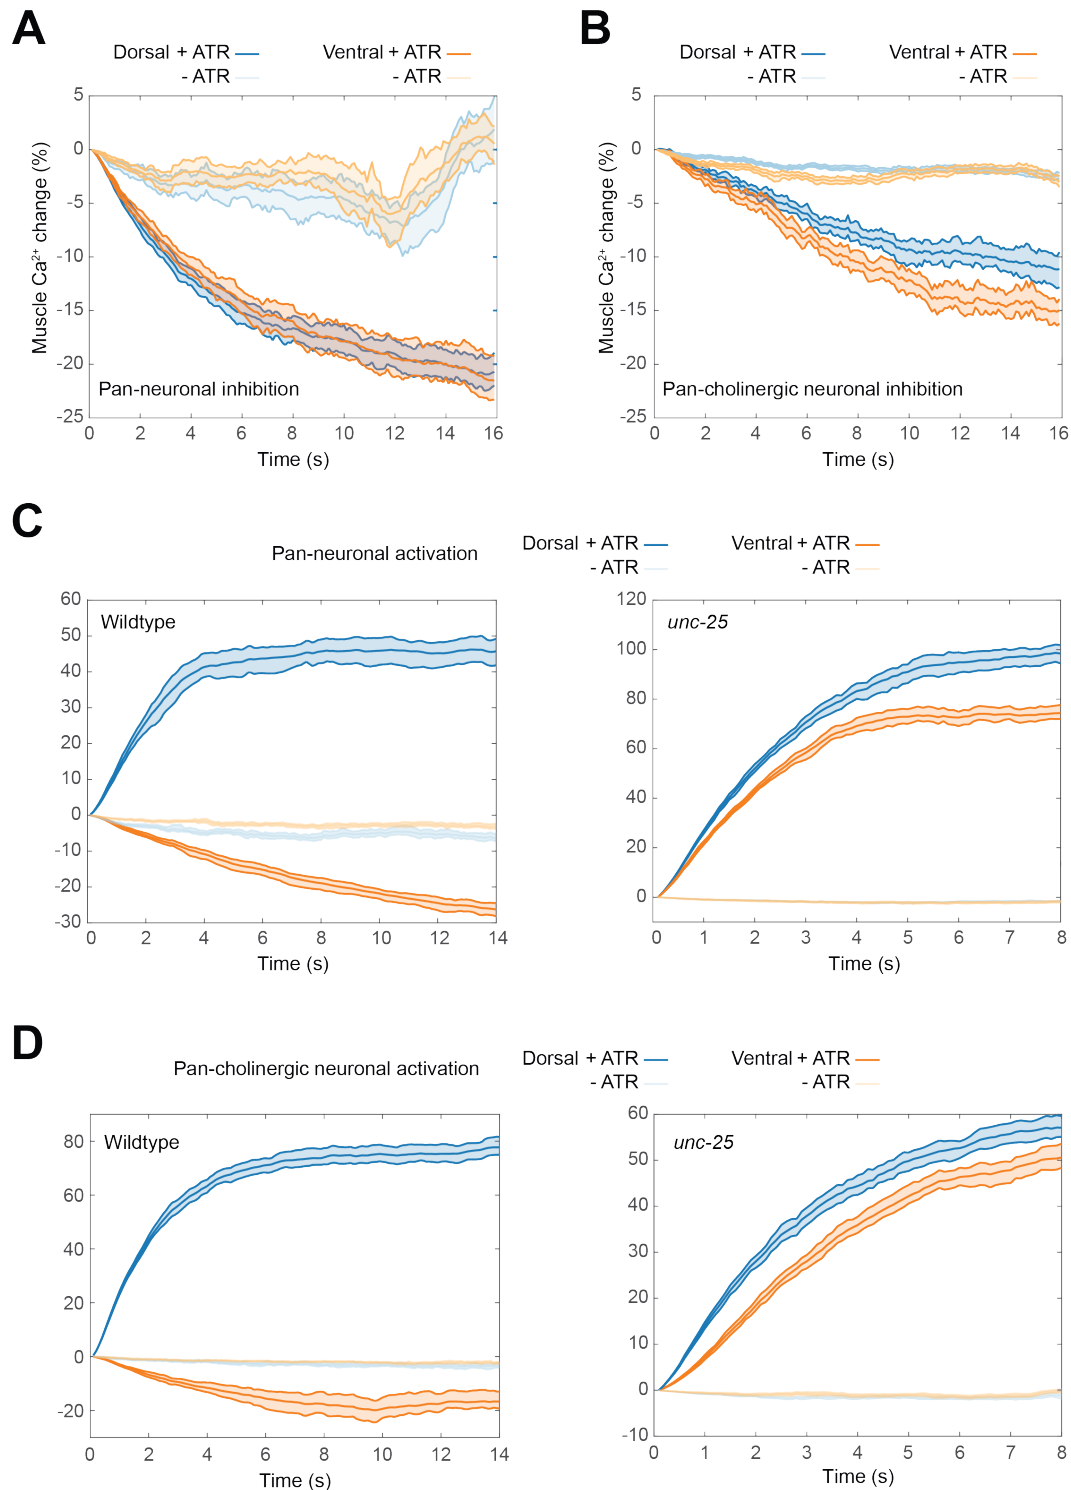 A
B
Dorsal + ATR
- ATR
Ventral + ATR
- ATR
Dorsal + ATR
- ATR
Ventral + ATR
- ATR
Muscle Ca²⁺ change (%)
5
0
-5
-10
-15
-20
-25
Pan-neuronal inhibition
0 2 4 6 8 10 12 14 16
Time (s)
Muscle Ca²⁺ change (%)
5
0
-5
-10
-15
-20
-25
Pan-cholinergic neuronal inhibition
0 2 4 6 8 10 12 14 16
Time (s)
C
Pan-neuronal activation
Dorsal + ATR
- ATR
Ventral + ATR
- ATR
Wildtype
60
50
40
30
20
10
0
-10
-20
-30
0 2 4 6 8 10 12 14
Time (s)
unc-25
120
100
80
60
40
20
0
0 1 2 3 4 5 6 7 8
Time (s)
D
Pan-cholinergic neuronal activation
Dorsal + ATR
- ATR
Ventral + ATR
- ATR
Wildtype
80
60
40
20
0
-20
0 2 4 6 8 10 12 14
Time (s)
unc-25
60
50
40
30
20
10
0
-10
0 1 2 3 4 5 6 7 8
Time (s)